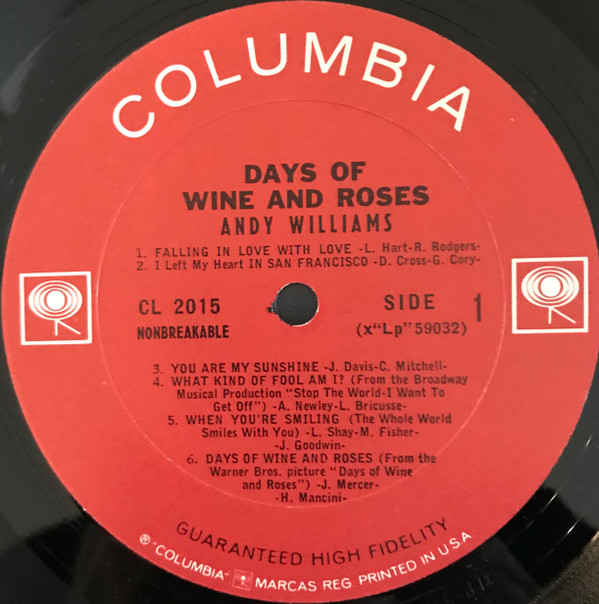 COLUMBIA
DAYS OF
WINE AND ROSES
ANDY WILLIAMS
1. FALLING IN LOVE WITH LOVE -L. Hart-R. Rodgers-
2. I Left My Heart IN SAN FRANCISCO -D. Cross-G. Cory-
CL 2015
NONBREAKABLE
SIDE 1
(x"Lp" 59032)
3. YOU ARE MY SUNSHINE -J. Davis-C. Mitchell-
4. WHAT KIND OF FOOL AM I? (From the Broadway
Musical Production "Stop The World-I Want To
Get Off") -A. Newley-L. Bricusse-
5. WHEN YOU'RE SMILING (The Whole World
Smiles With You) -L. Shay-M. Fisher-
-J. Goodwin-
6. DAYS OF WINE AND ROSES (From the
Warner Bros. picture "Days of Wine
and Roses") -J. Mercer-
-H. Mancini-
GUARANTEED HIGH FIDELITY
® "COLUMBIA" MARCAS REG. PRINTED IN U.S.A.